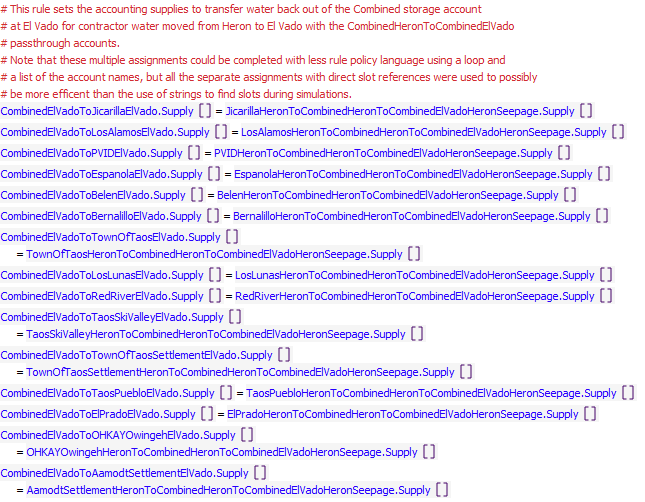 # This rule sets the accounting supplies to transfer water back out of the Combined storage account
# at El Vado for contractor water moved from Heron to El Vado with the CombinedHeronToCombinedElVado
# passthrough accounts.
# Note that these multiple assignments could be completed with less rule policy language using a loop and
# a list of the account names, but all the separate assignments with direct slot references were used to possibly
# be more efficent than the use of strings to find slots during simulations.
CombinedElVadoToJicarillaElVado.Supply [] = JicarillaHeronToCombinedHeronToCombinedElVadoHeronSeepage.Supply []
CombinedElVadoToLosAlamosElVado.Supply [] = LosAlamosHeronToCombinedHeronToCombinedElVadoHeronSeepage.Supply []
CombinedElVadoToPVIDElVado.Supply [] = PVIDHeronToCombinedHeronToCombinedElVadoHeronSeepage.Supply []
CombinedElVadoToEspanolaElVado.Supply [] = EspanolaHeronToCombinedHeronToCombinedElVadoHeronSeepage.Supply []
CombinedElVadoToBelenElVado.Supply [] = BelenHeronToCombinedHeronToCombinedElVadoHeronSeepage.Supply []
CombinedElVadoToBernalilloElVado.Supply [] = BernalilloHeronToCombinedHeronToCombinedElVadoHeronSeepage.Supply []
CombinedElVadoToTownOfTaosElVado.Supply []
= TownOfTaosHeronToCombinedHeronToCombinedElVadoHeronSeepage.Supply []
CombinedElVadoToLosLunasElVado.Supply [] = LosLunasHeronToCombinedHeronToCombinedElVadoHeronSeepage.Supply []
CombinedElVadoToRedRiverElVado.Supply [] = RedRiverHeronToCombinedHeronToCombinedElVadoHeronSeepage.Supply []
CombinedElVadoToTaosSkiValleyElVado.Supply []
= TaosSkiValleyHeronToCombinedHeronToCombinedElVadoHeronSeepage.Supply []
CombinedElVadoToTownOfTaosSettlementElVado.Supply []
= TownOfTaosSettlementHeronToCombinedHeronToCombinedElVadoHeronSeepage.Supply []
CombinedElVadoToTaosPuebloElVado.Supply [] = TaosPuebloHeronToCombinedHeronToCombinedElVadoHeronSeepage.Supply []
CombinedElVadoToElPradoElVado.Supply [] = ElPradoHeronToCombinedHeronToCombinedElVadoHeronSeepage.Supply []
CombinedElVadoToOHKAYOwingehElVado.Supply []
= OHKAYOwingehHeronToCombinedHeronToCombinedElVadoHeronSeepage.Supply []
CombinedElVadoToAamodtSettlementElVado.Supply []
= AamodtSettlementHeronToCombinedHeronToCombinedElVadoHeronSeepage.Supply []